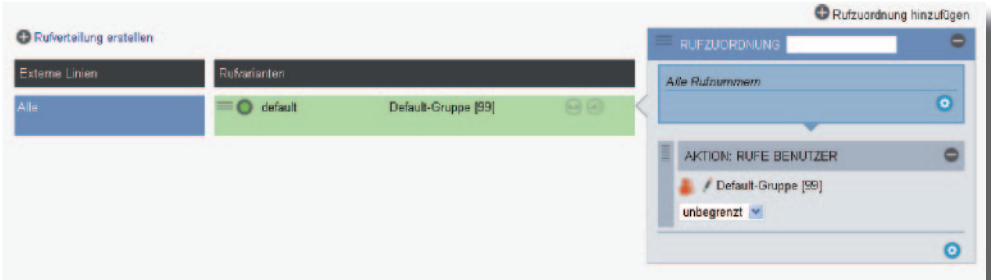 Rufzuordnung hinzufügen
Rufverteilung erstellen
RUFZUORDNUNG
Externe Linien
Rufvarianten
Alle Rufnummern
Alle
default
Default-Gruppe [99]
AKTION: RUFE BENUTZER
Default-Gruppe [99]
unbegrenzt